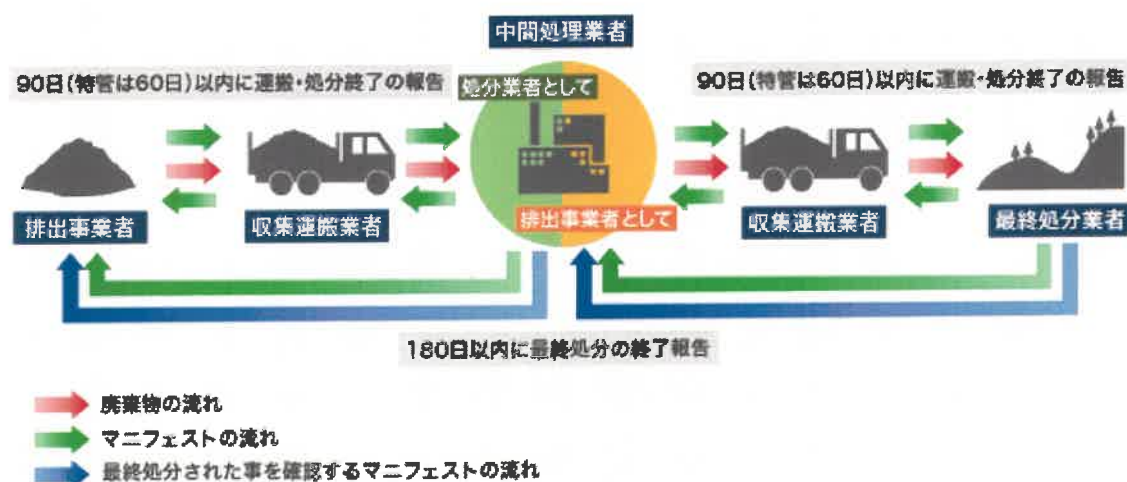 中間処理業者
90日(特管は60日)以内に運搬・処分終了の報告
処分業者として
90日(特管は60日)以内に運搬・処分終了の報告
排出事業者
収集運搬業者
排出事業者として
収集運搬業者
最終処分業者
180日以内に最終処分の終了報告
廃棄物の流れ
マニフェストの流れ
最終処分された事を確認するマニフェストの流れ